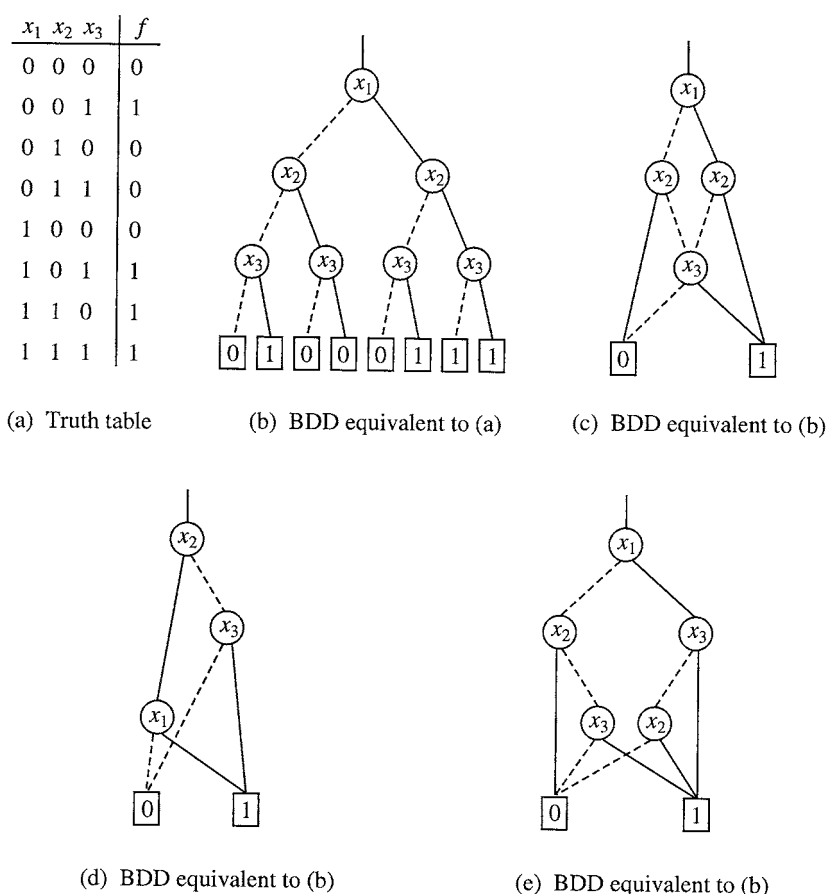 x1 x2 x3 f
0 0 0 0
0 0 1 1
0 1 0 0
0 1 1 0
1 0 0 0
1 0 1 1
1 1 0 1
1 1 1 1
(a) Truth table
x1
x2 x2
x3 x3 x3 x3
0 1 0 0 0 1 1 1
(b) BDD equivalent to (a)
x1
x2 x2
x3
0 1
(c) BDD equivalent to (b)
x2
x3
x1
0 1
(d) BDD equivalent to (b)
x1
x2 x3
x3 x2
0 1
(e) BDD equivalent to (b)